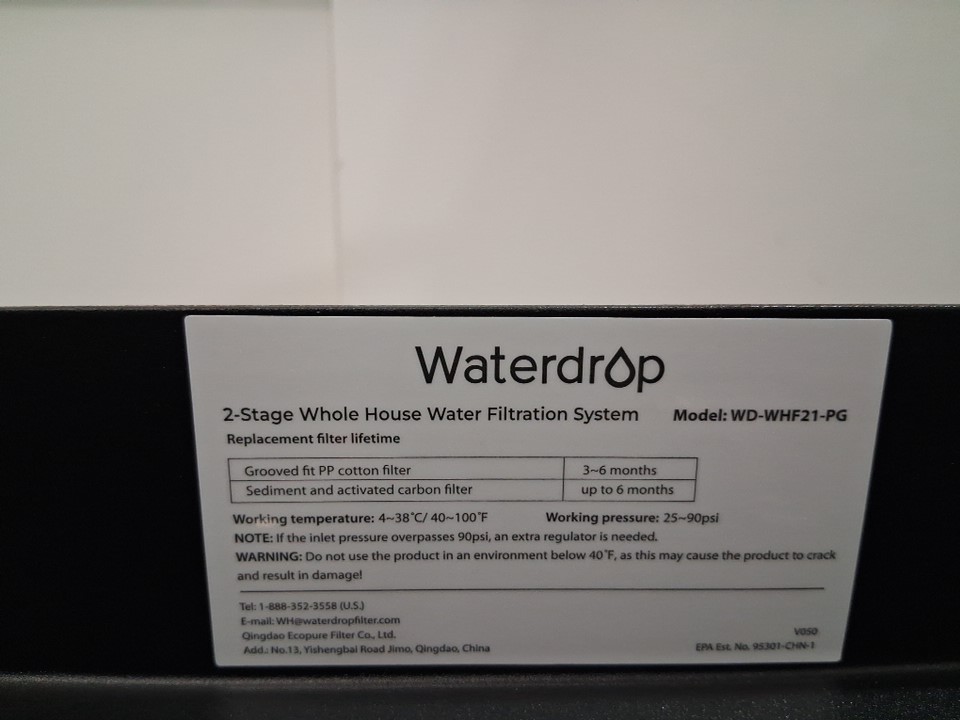 Waterdrop
2-Stage Whole House Water Filtration System Model: WD-WHF21-PG
Replacement filter lifetime
Grooved fit PP cotton filter 3~6 months
Sediment and activated carbon filter up to 6 months
Working temperature: 4~38°C/ 40~100°F Working pressure: 25~90psi
NOTE: If the inlet pressure overpasses 90psi, an extra regulator is needed.
WARNING: Do not use the product in an environment below 40°F, as this may cause the product to crack
and result in damage!
Tel: 1-888-352-3558 (U.S.)
E-mail: WH@waterdropfilter.com
Qingdao Ecopure Filter Co., Ltd.
Add.: No.13, Yishengbai Road Jimo, Qingdao, China
V05D
EPA Est. No. 95301-CHN-1